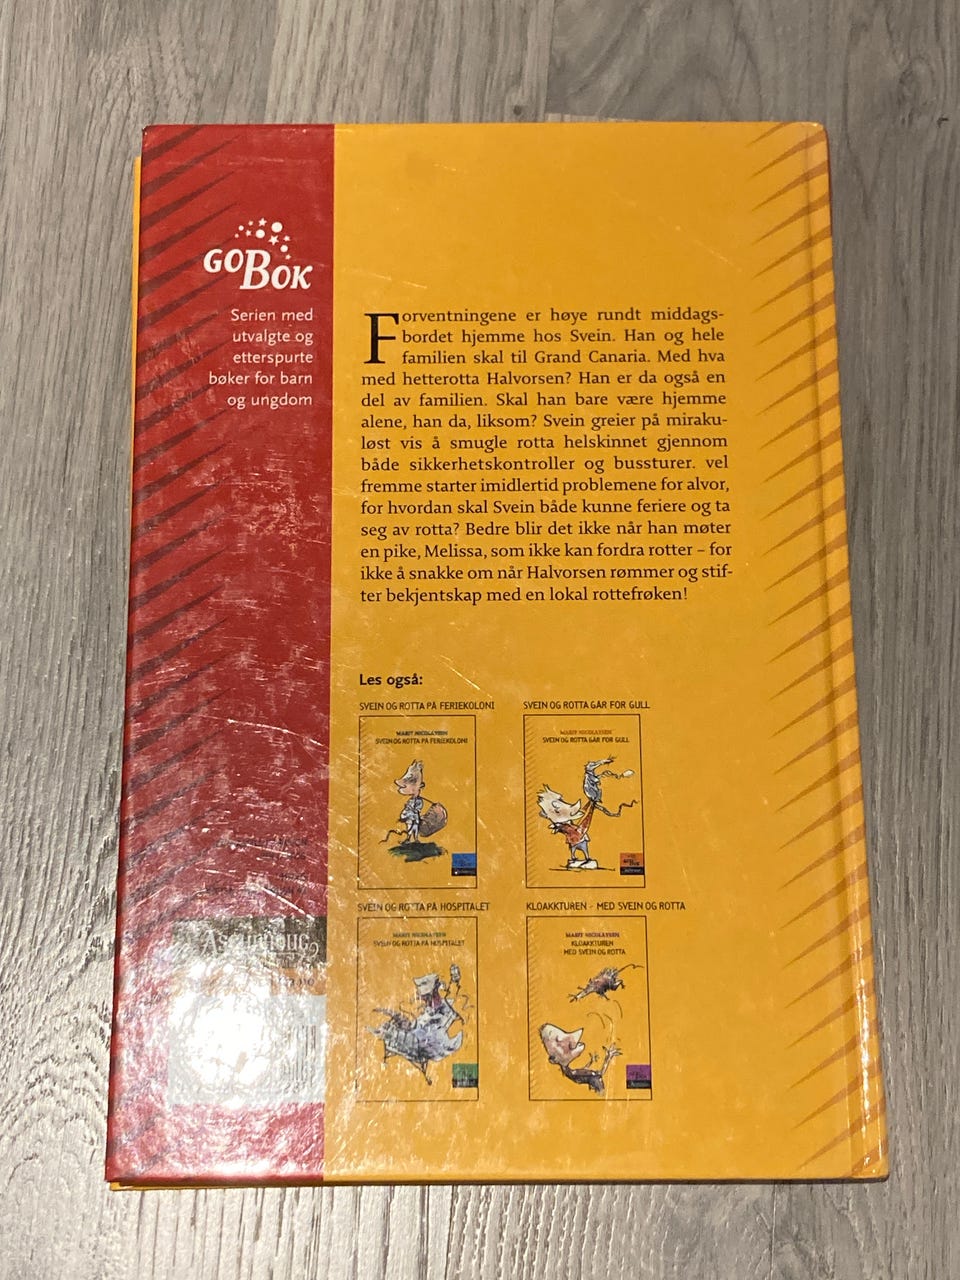 GOBOK
Serien med
utvalgte og
etterspurte
bøker for barn
og ungdom
Forventningene er høye rundt middags-
bordet hjemme hos Svein. Han og hele
familien skal til Grand Canaria. Med hva
med hetterotta Halvorsen? Han er da også en
del av familien. Skal han bare være hjemme
alene, han da, liksom? Svein greier på miraku-
løst vis å smugle rotta helskinnet gjennom
både sikkerhetskontroller og bussturer. vel
fremme starter imidlertid problemene for alvor,
for hvordan skal Svein både kunne feriere og ta
seg av rotta? Bedre blir det ikke når han møter
en pike, Melissa, som ikke kan fordra rotter – for
ikke å snakke om når Halvorsen rømmer og stif-
ter bekjentskap med en lokal rottefrøken!
Les også:
SVEIN OG ROTTA PÅ FERIEKOLONI
MARIT NICOLAYSEN
SVEIN OG ROTTA PÅ FERIEKOLONI
SVEIN OG ROTTA GÅR FOR GULL
MARIT NICOLAYSEN
SVEIN OG ROTTA GÅR FOR GULL
GOBOK
SVEIN OG ROTTA PÅ HOSPITALET
MARIT NICOLAYSEN
SVEIN OG ROTTA PÅ HOSPITALET
KLOAKKTUREN - MED SVEIN OG ROTTA
MARIT NICOLAYSEN
KLOAKKTUREN
- MED SVEIN OG ROTTA